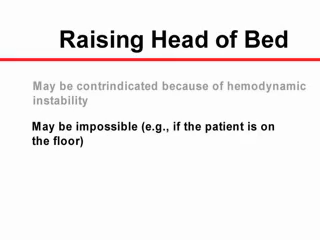 Raising Head of Bed
May be contrindicated because of hemodynamic
instability
May be impossible (e.g., if the patient is on
the floor)